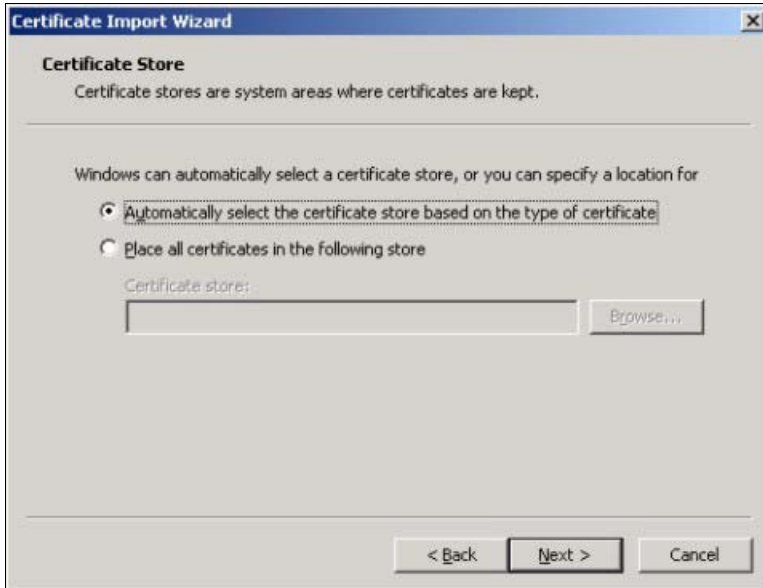 Certificate Import Wizard
Certificate Store
Certificate stores are system areas where certificates are kept.
Windows can automatically select a certificate store, or you can specify a location for
Automatically select the certificate store based on the type of certificate
Place all certificates in the following store
Certificate store:
Browse...
< Back Next > Cancel